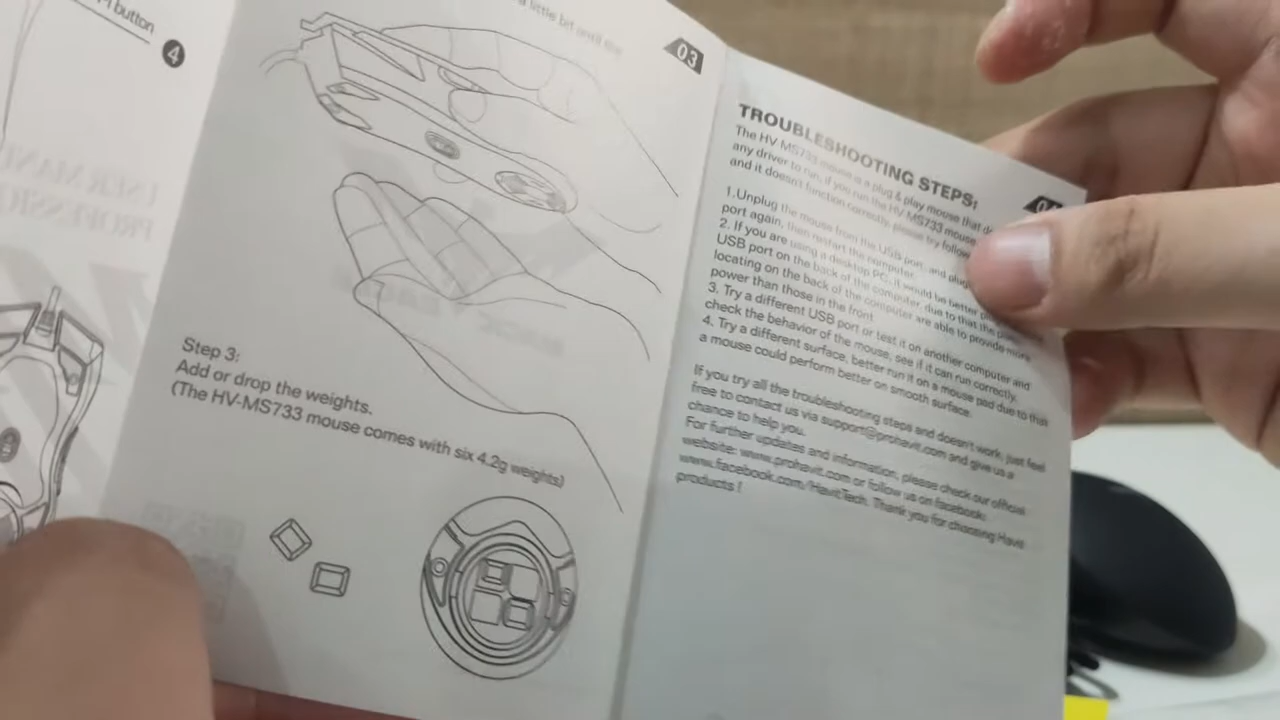 button
4
a little bit until the
03
Step 3:
Add or drop the weights.
(The HV-MS733 mouse comes with six 4.2g weights)
TROUBLESHOOTING STEPS:
The HV MS733 mouse is a plug & play mouse that
any driver to run, if you run the HV-MS733 mouse
and it doesn't function correctly, please try follow
1.Unplug the mouse from the USB port, and plug
port again, then restart the computer.
2. If you are using a desktop PC, it would be better
USB port on the back of the computer, due to that the
locating on the back of the computer are able to provide more
power than those in the front.
3. Try a different USB port or test it on another computer and
check the behavior of the mouse, see if it can run correctly.
4. Try a different surface, better run it on a mouse pad due to that
a mouse could perform better on smooth surface.
If you try all the troubleshooting steps and doesn't work, just feel
free to contact us via support@prohavit.com and give us a
chance to help you.
For further updates and information, please check our official
website: www.prohavit.com or follow us on facebook:
www.facebook.com/HavitTech. Thank you for choosing Havit
products !